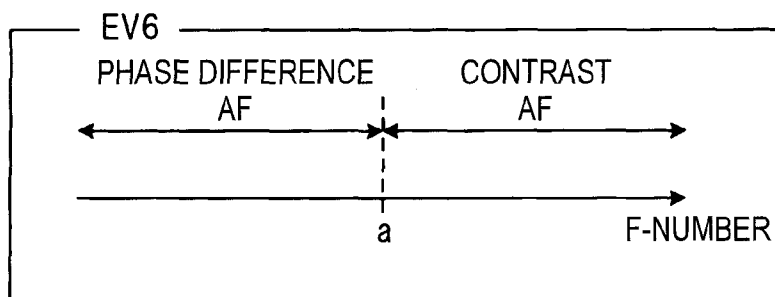 EV6
PHASE DIFFERENCE
AF
CONTRAST
AF
a
F-NUMBER